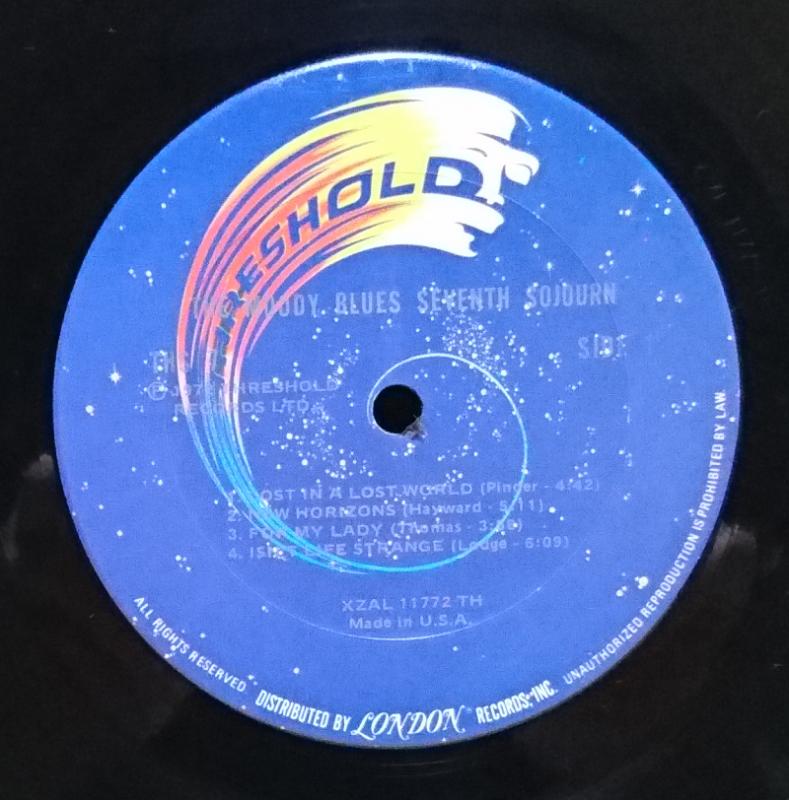 THRESHOLD
THE MOODY BLUES SEVENTH SOJOURN
THS SIDE
THRESHOLD
RECORDS LTD.
1. LOST IN A LOST WORLD (Pinder - 4:42)
2. NEW HORIZONS (Hayward - 5:11)
3. FOR MY LADY (Thomas
4. ISN'T LIFE STRANGE (Lodge - 6:09)
XZAL 11772 TH
Made in U.S.A.
ALL RIGHTS RESERVED DISTRIBUTED BY LONDON ® RECORDS, INC. UNAUTHORIZED REPRODUCTION IS PROHIBITED BY LAW.